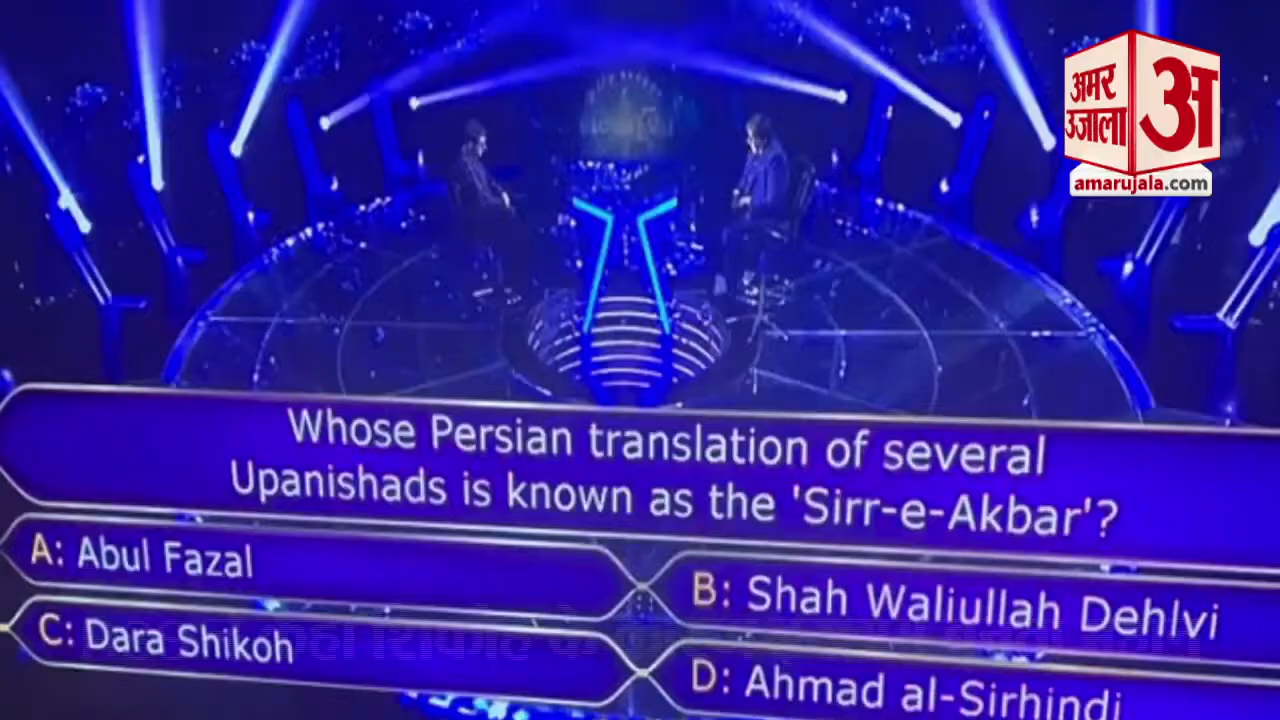 अमर
उजाला
अ
amarujala.com
Whose Persian translation of several
Upanishads is known as the 'Sirr-e-Akbar'?
A: Abul Fazal
B: Shah Waliullah Dehlvi
C: Dara Shikoh
D: Ahmad al-Sirhindi